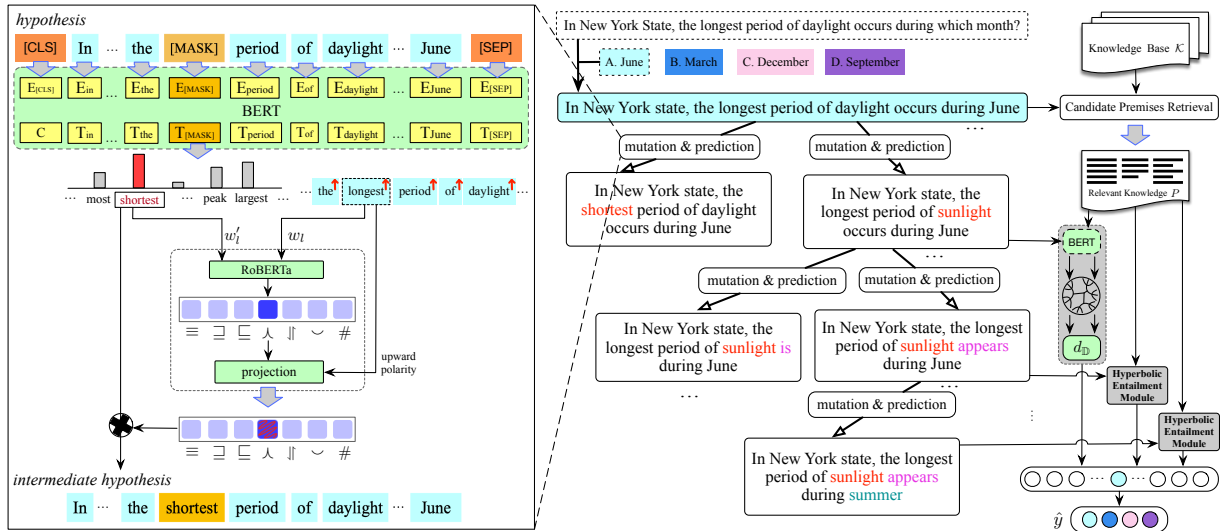 hypothesis
[CLS] In ... the [MASK] period of daylight ... June [SEP]
E[CLS] Ein ... Ethe E[MASK] Eperiod Eof Edaylight ... EJune E[SEP]
BERT
C Tin ... Tthe T[MASK] Tperiod Tof Tdaylight ... TJune T[SEP]
... most shortest ... peak largest ...
... the longest period of daylight ...
w′l wl
RoBERTa
≡ ⊒ ⊑ ⋏ ⥯ ⌣ #
projection
upward
polarity
≡ ⊒ ⊑ ⋏ ⥯ ⌣ #
intermediate hypothesis
In ... the shortest period of daylight ... June
In New York State, the longest period of daylight occurs during which month?
A. June B. March C. December D. September
In New York state, the longest period of daylight occurs during June
...
mutation & prediction
mutation & prediction
In New York state, the
shortest period of daylight
occurs during June
In New York state, the
longest period of sunlight
occurs during June
...
mutation & prediction
mutation & prediction
In New York state, the
longest period of sunlight is
during June
...
In New York state, the longest
period of sunlight appears
during June
...
mutation & prediction
...
In New York state, the longest
period of sunlight appears
during summer
Knowledge Base K
Candidate Premises Retrieval
Relevant Knowledge P
BERT
d𝔻
Hyperbolic
Entailment
Module
Hyperbolic
Entailment
Module
... ...
ŷ